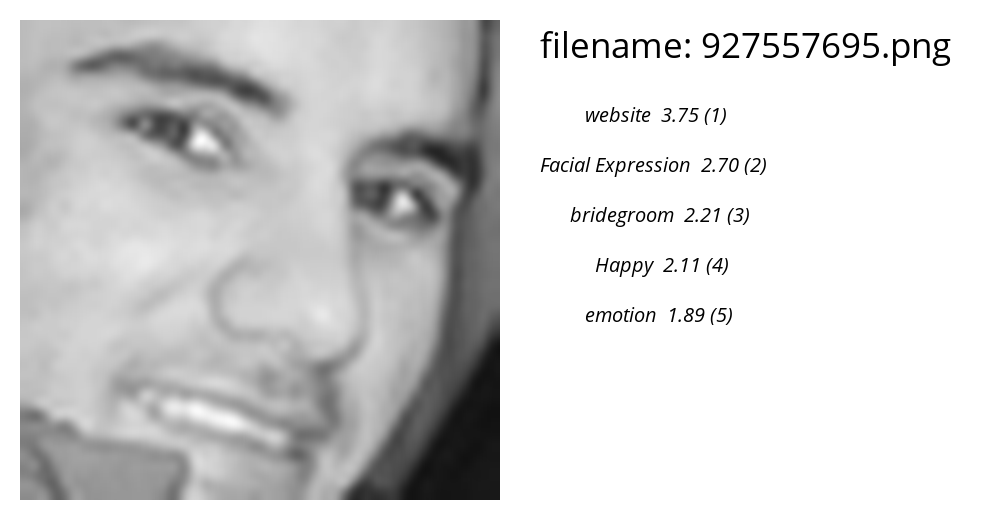 filename: 927557695.png
website 3.75 (1)
Facial Expression 2.70 (2)
bridegroom 2.21 (3)
Happy 2.11 (4)
emotion 1.89 (5)